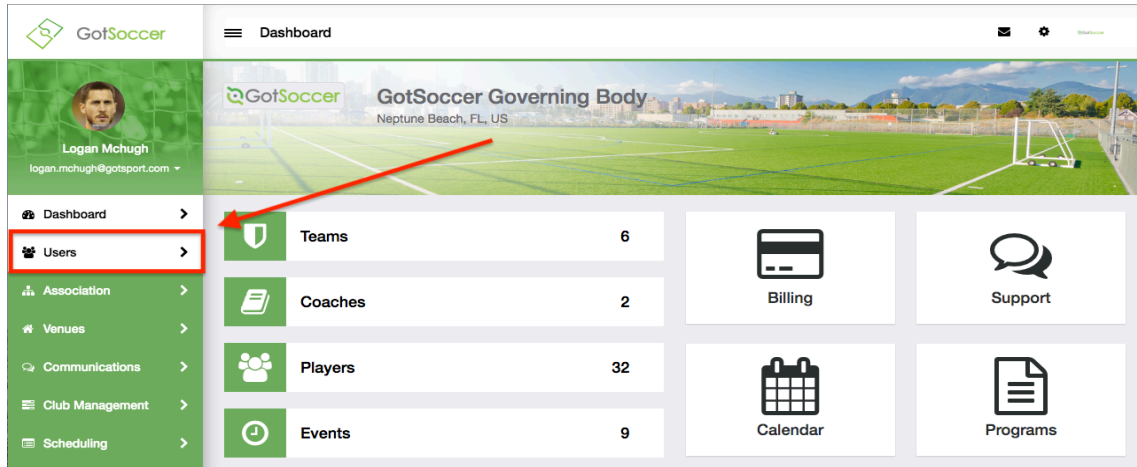 GotSoccer
Dashboard
GotSoccer
GotSoccer Governing Body
Neptune Beach, FL, US
Logan Mchugh
logan.mchugh@gotsport.com
Dashboard
Users
Association
Venues
Communications
Club Management
Scheduling
Teams 6
Coaches 2
Players 32
Events 9
Billing
Support
Calendar
Programs